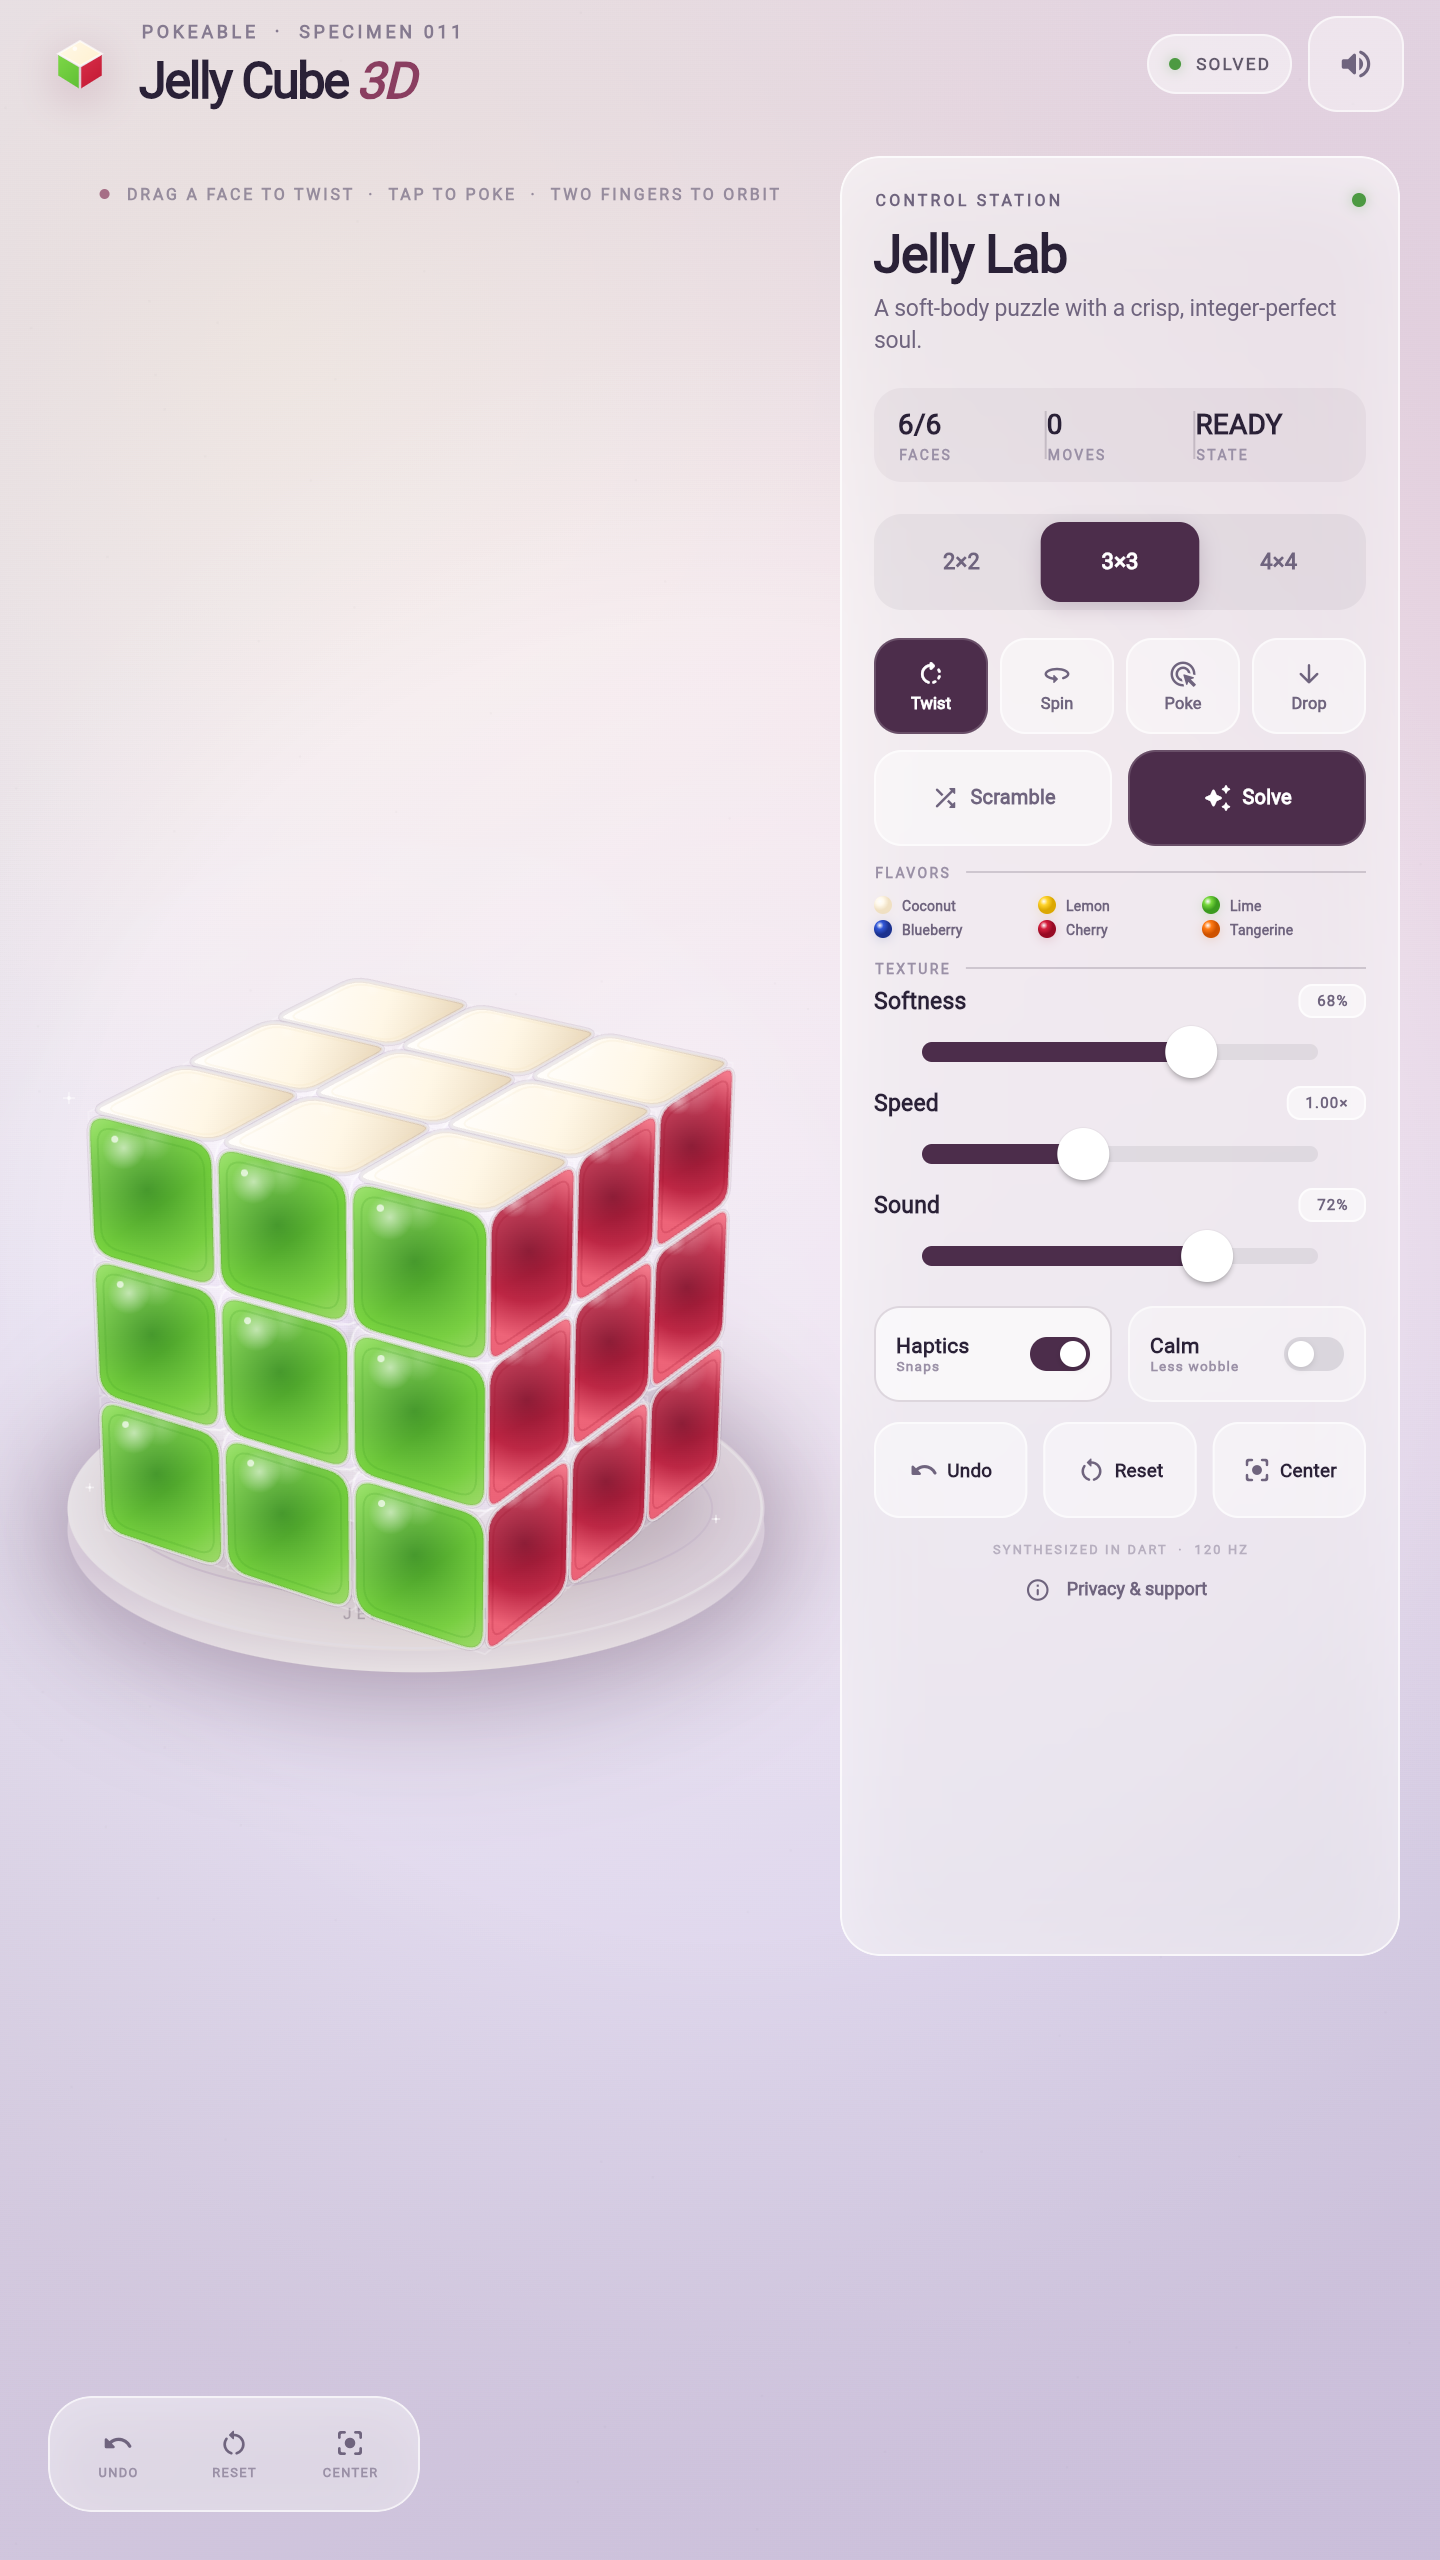 POKEABLE · SPECIMEN 011
Jelly Cube 3D
SOLVED
DRAG A FACE TO TWIST · TAP TO POKE · TWO FINGERS TO ORBIT
CONTROL STATION
Jelly Lab
A soft-body puzzle with a crisp, integer-perfect
soul.
6/6 0 READY
FACES MOVES STATE
2×2 3×3 4×4
Twist Spin Poke Drop
Scramble Solve
FLAVORS
Coconut Lemon Lime
Blueberry Cherry Tangerine
TEXTURE
Softness 68%
Speed 1.00×
Sound 72%
Haptics Calm
Snaps Less wobble
Undo Reset Center
SYNTHESIZED IN DART · 120 HZ
Privacy & support
UNDO RESET CENTER